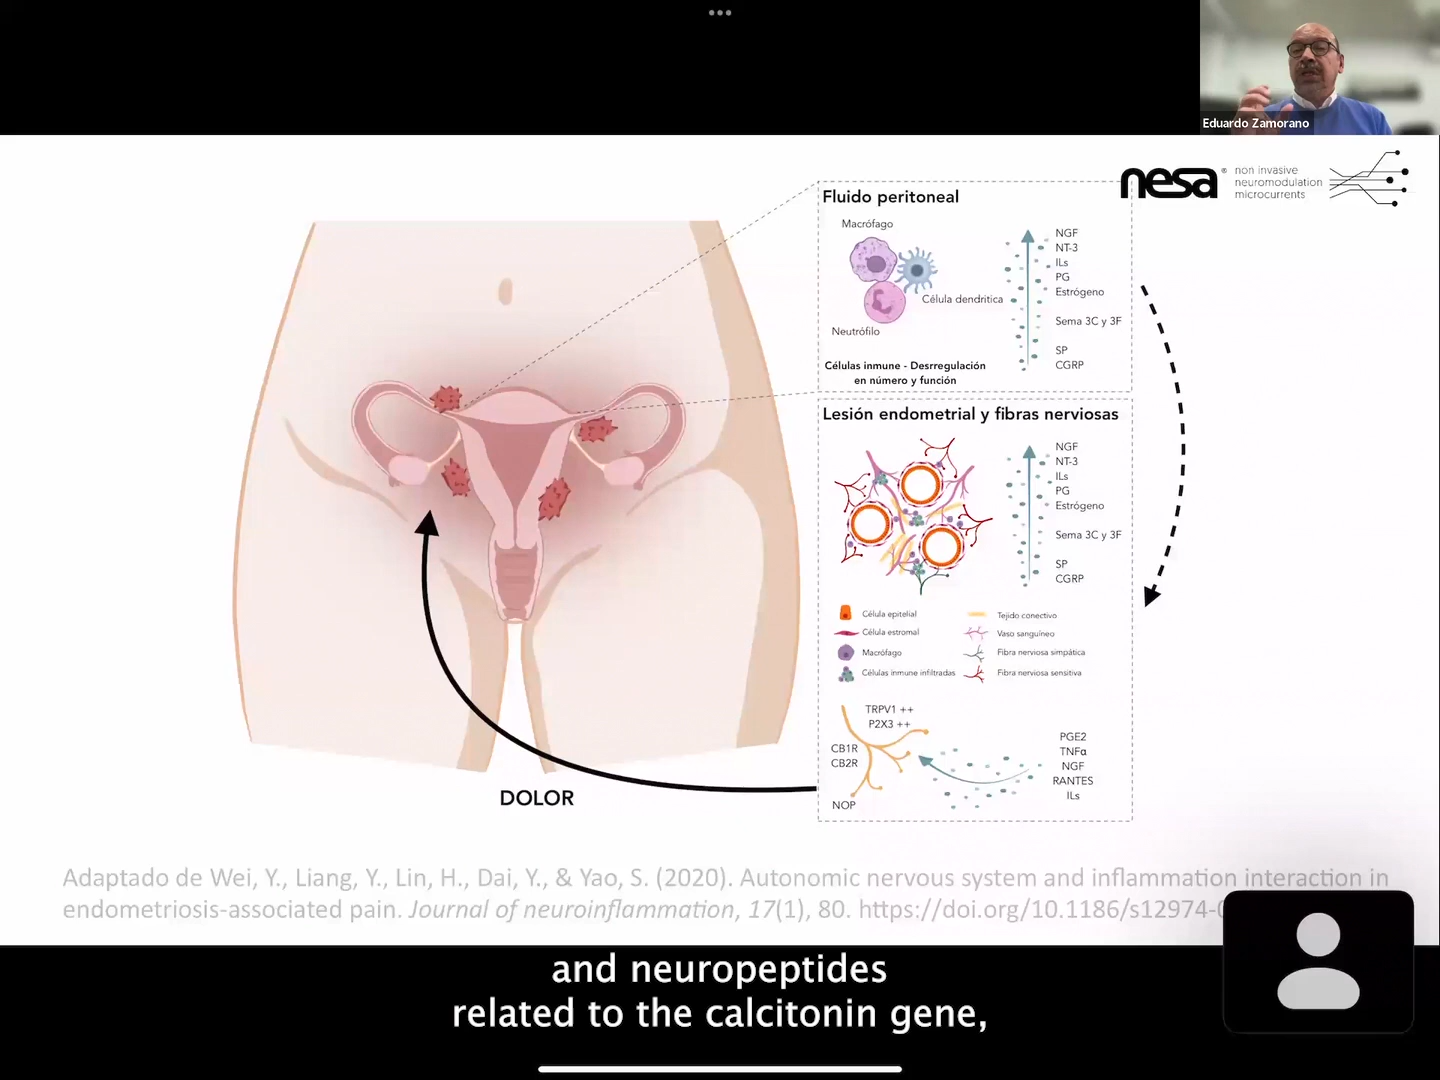 Eduardo Zamorano
nesa®
non invasive
neuromodulation
microcurrents
Fluido peritoneal
Macrófago
Célula dendrítica
Neutrófilo
Células inmune - Desrregulación
en número y función
NGF
NT-3
ILs
PG
Estrógeno
Sema 3C y 3F
SP
CGRP
Lesión endometrial y fibras nerviosas
NGF
NT-3
ILs
PG
Estrógeno
Sema 3C y 3F
SP
CGRP
Célula epitelial
Célula estromal
Macrófago
Células inmune infiltradas
Tejido conectivo
Vaso sanguíneo
Fibra nerviosa simpática
Fibra nerviosa sensitiva
TRPV1 ++
P2X3 ++
CB1R
CB2R
NOP
PGE2
TNFα
NGF
RANTES
ILs
DOLOR
Adaptado de Wei, Y., Liang, Y., Lin, H., Dai, Y., & Yao, S. (2020). Autonomic nervous system and inflammation interaction in
endometriosis-associated pain. Journal of neuroinflammation, 17(1), 80. https://doi.org/10.1186/s12974-
and neuropeptides
related to the calcitonin gene,